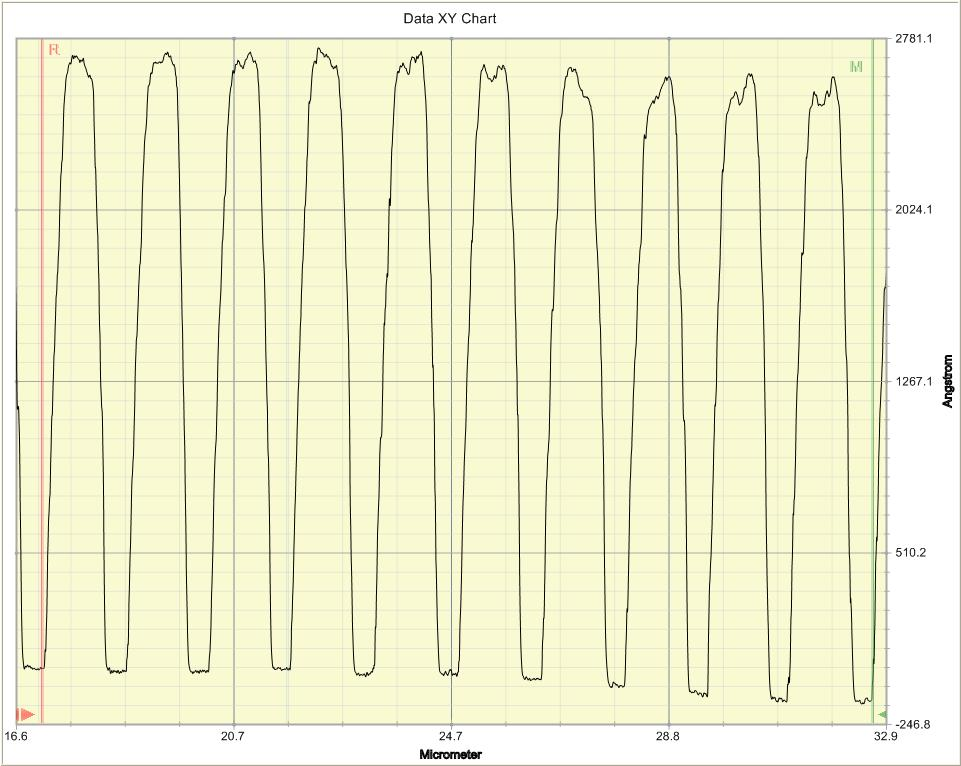 Data XY Chart
R
M
2781.1
2024.1
1267.1
510.2
-246.8
Angstrom
16.6 20.7 24.7 28.8 32.9
Micrometer